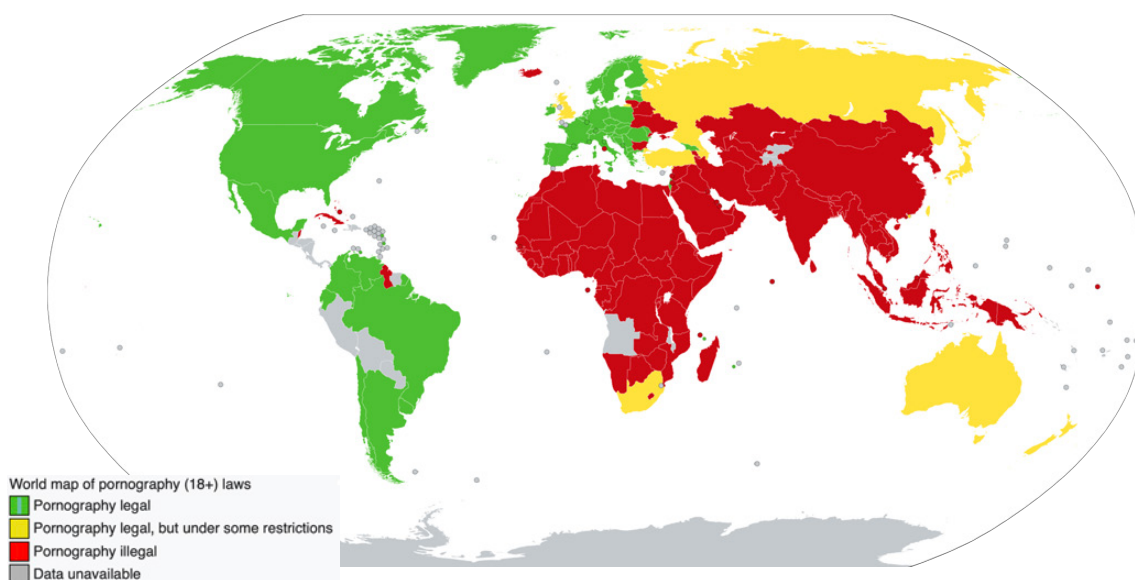 World map of pornography (18+) laws
Pornography legal
Pornography legal, but under some restrictions
Pornography illegal
Data unavailable